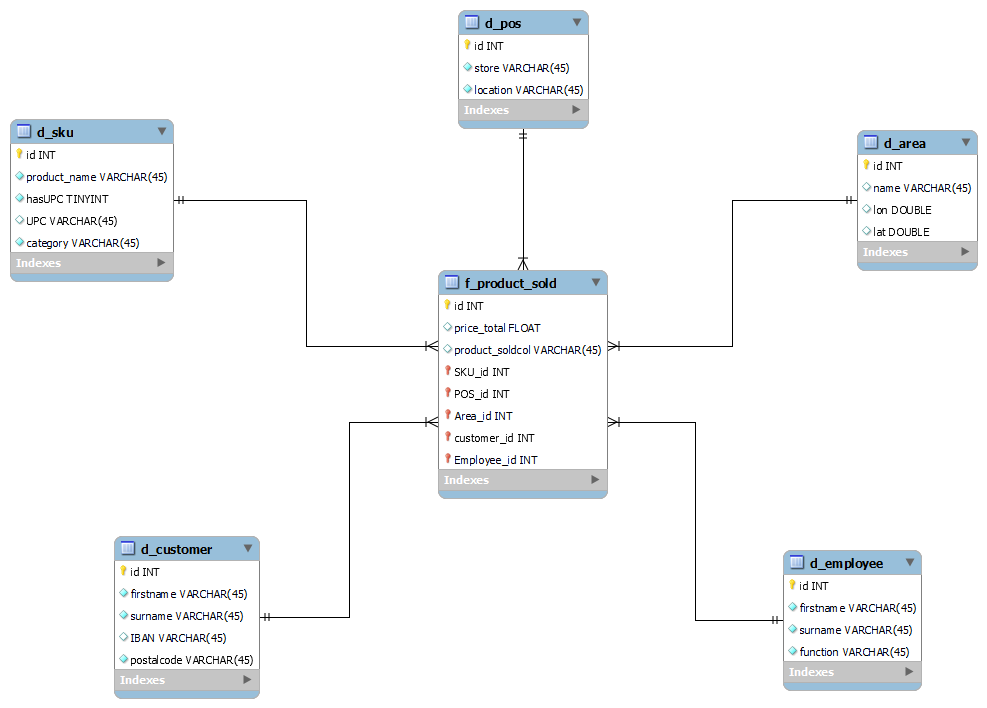 d_pos
id INT
store VARCHAR(45)
location VARCHAR(45)
Indexes
d_sku
id INT
product_name VARCHAR(45)
hasUPC TINYINT
UPC VARCHAR(45)
category VARCHAR(45)
Indexes
d_area
id INT
name VARCHAR(45)
lon DOUBLE
lat DOUBLE
Indexes
f_product_sold
id INT
price_total FLOAT
product_soldcol VARCHAR(45)
SKU_id INT
POS_id INT
Area_id INT
customer_id INT
Employee_id INT
Indexes
d_customer
id INT
firstname VARCHAR(45)
surname VARCHAR(45)
IBAN VARCHAR(45)
postalcode VARCHAR(45)
Indexes
d_employee
id INT
firstname VARCHAR(45)
surname VARCHAR(45)
function VARCHAR(45)
Indexes